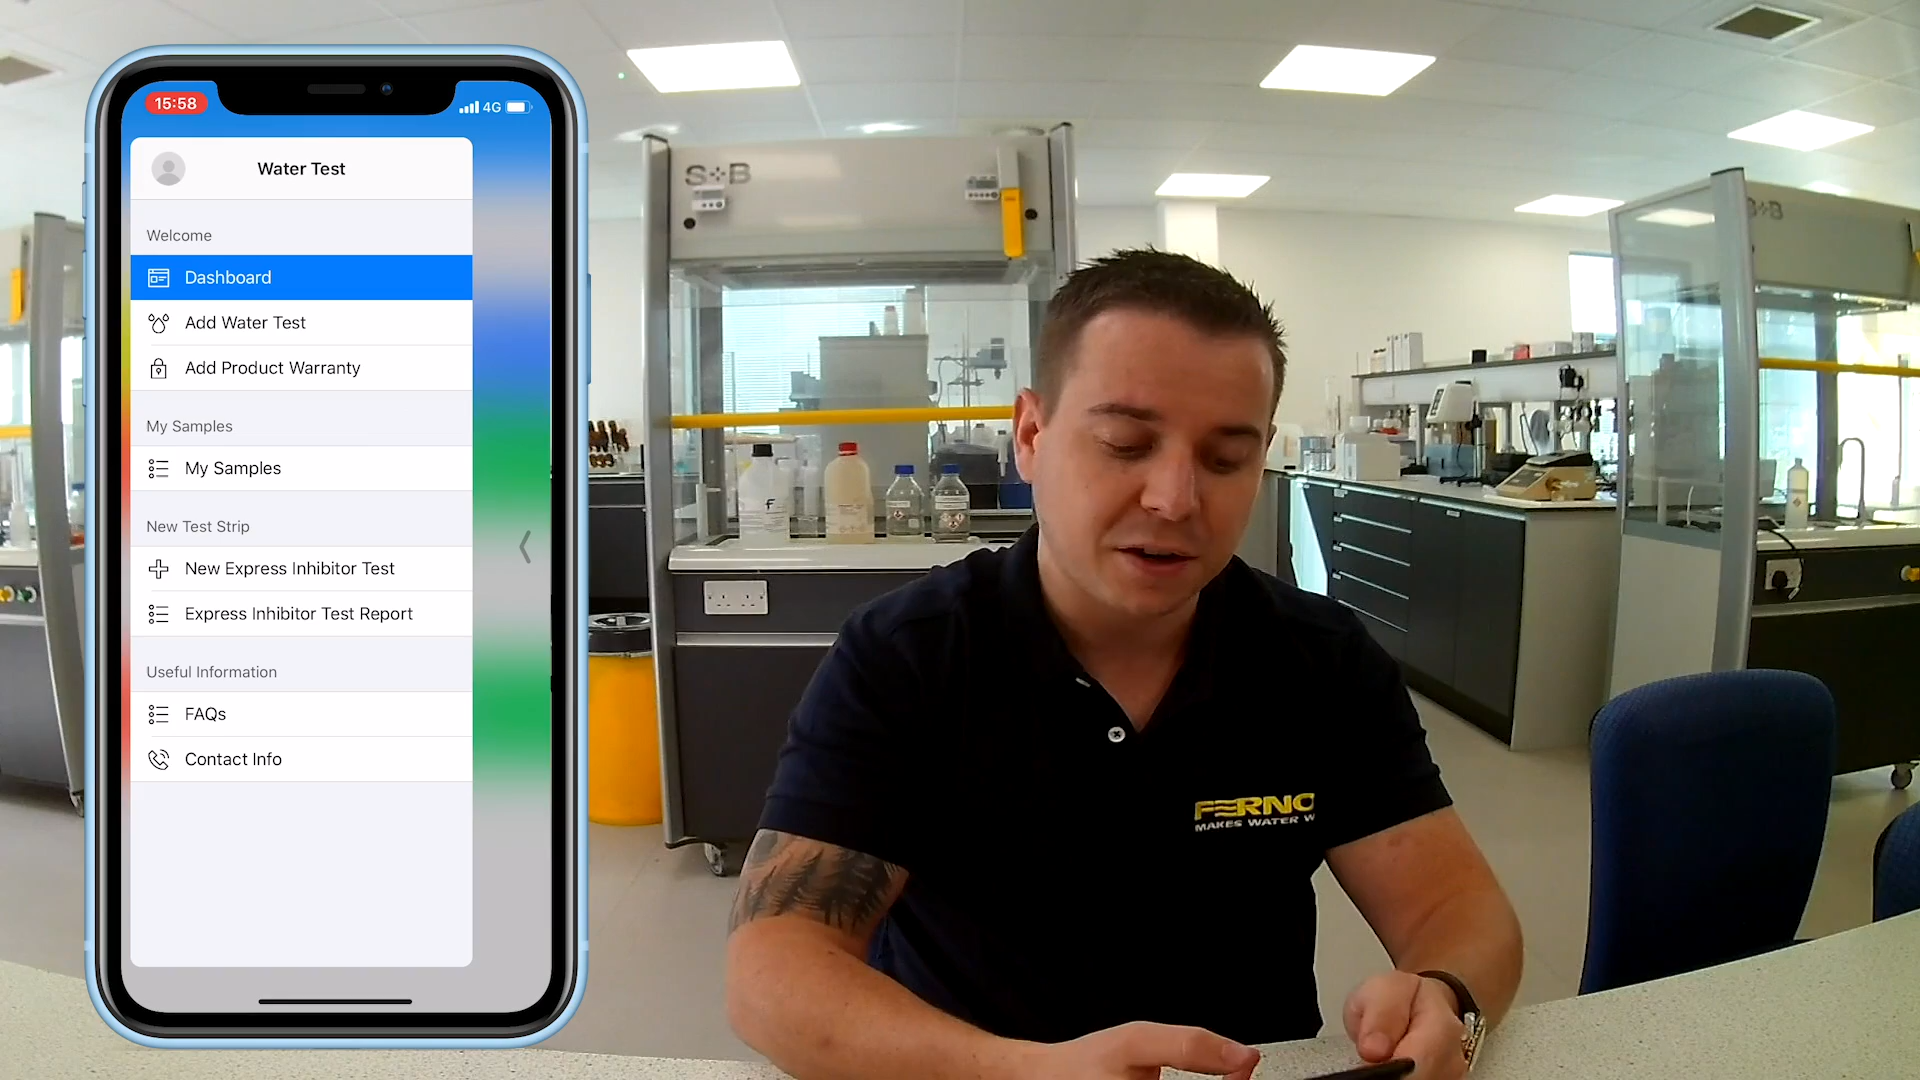 15:58
4G
Water Test
Welcome
Dashboard
Add Water Test
Add Product Warranty
My Samples
My Samples
New Test Strip
New Express Inhibitor Test
Express Inhibitor Test Report
Useful Information
FAQs
Contact Info
S+B
S+B
FERNO
MAKES WATER W